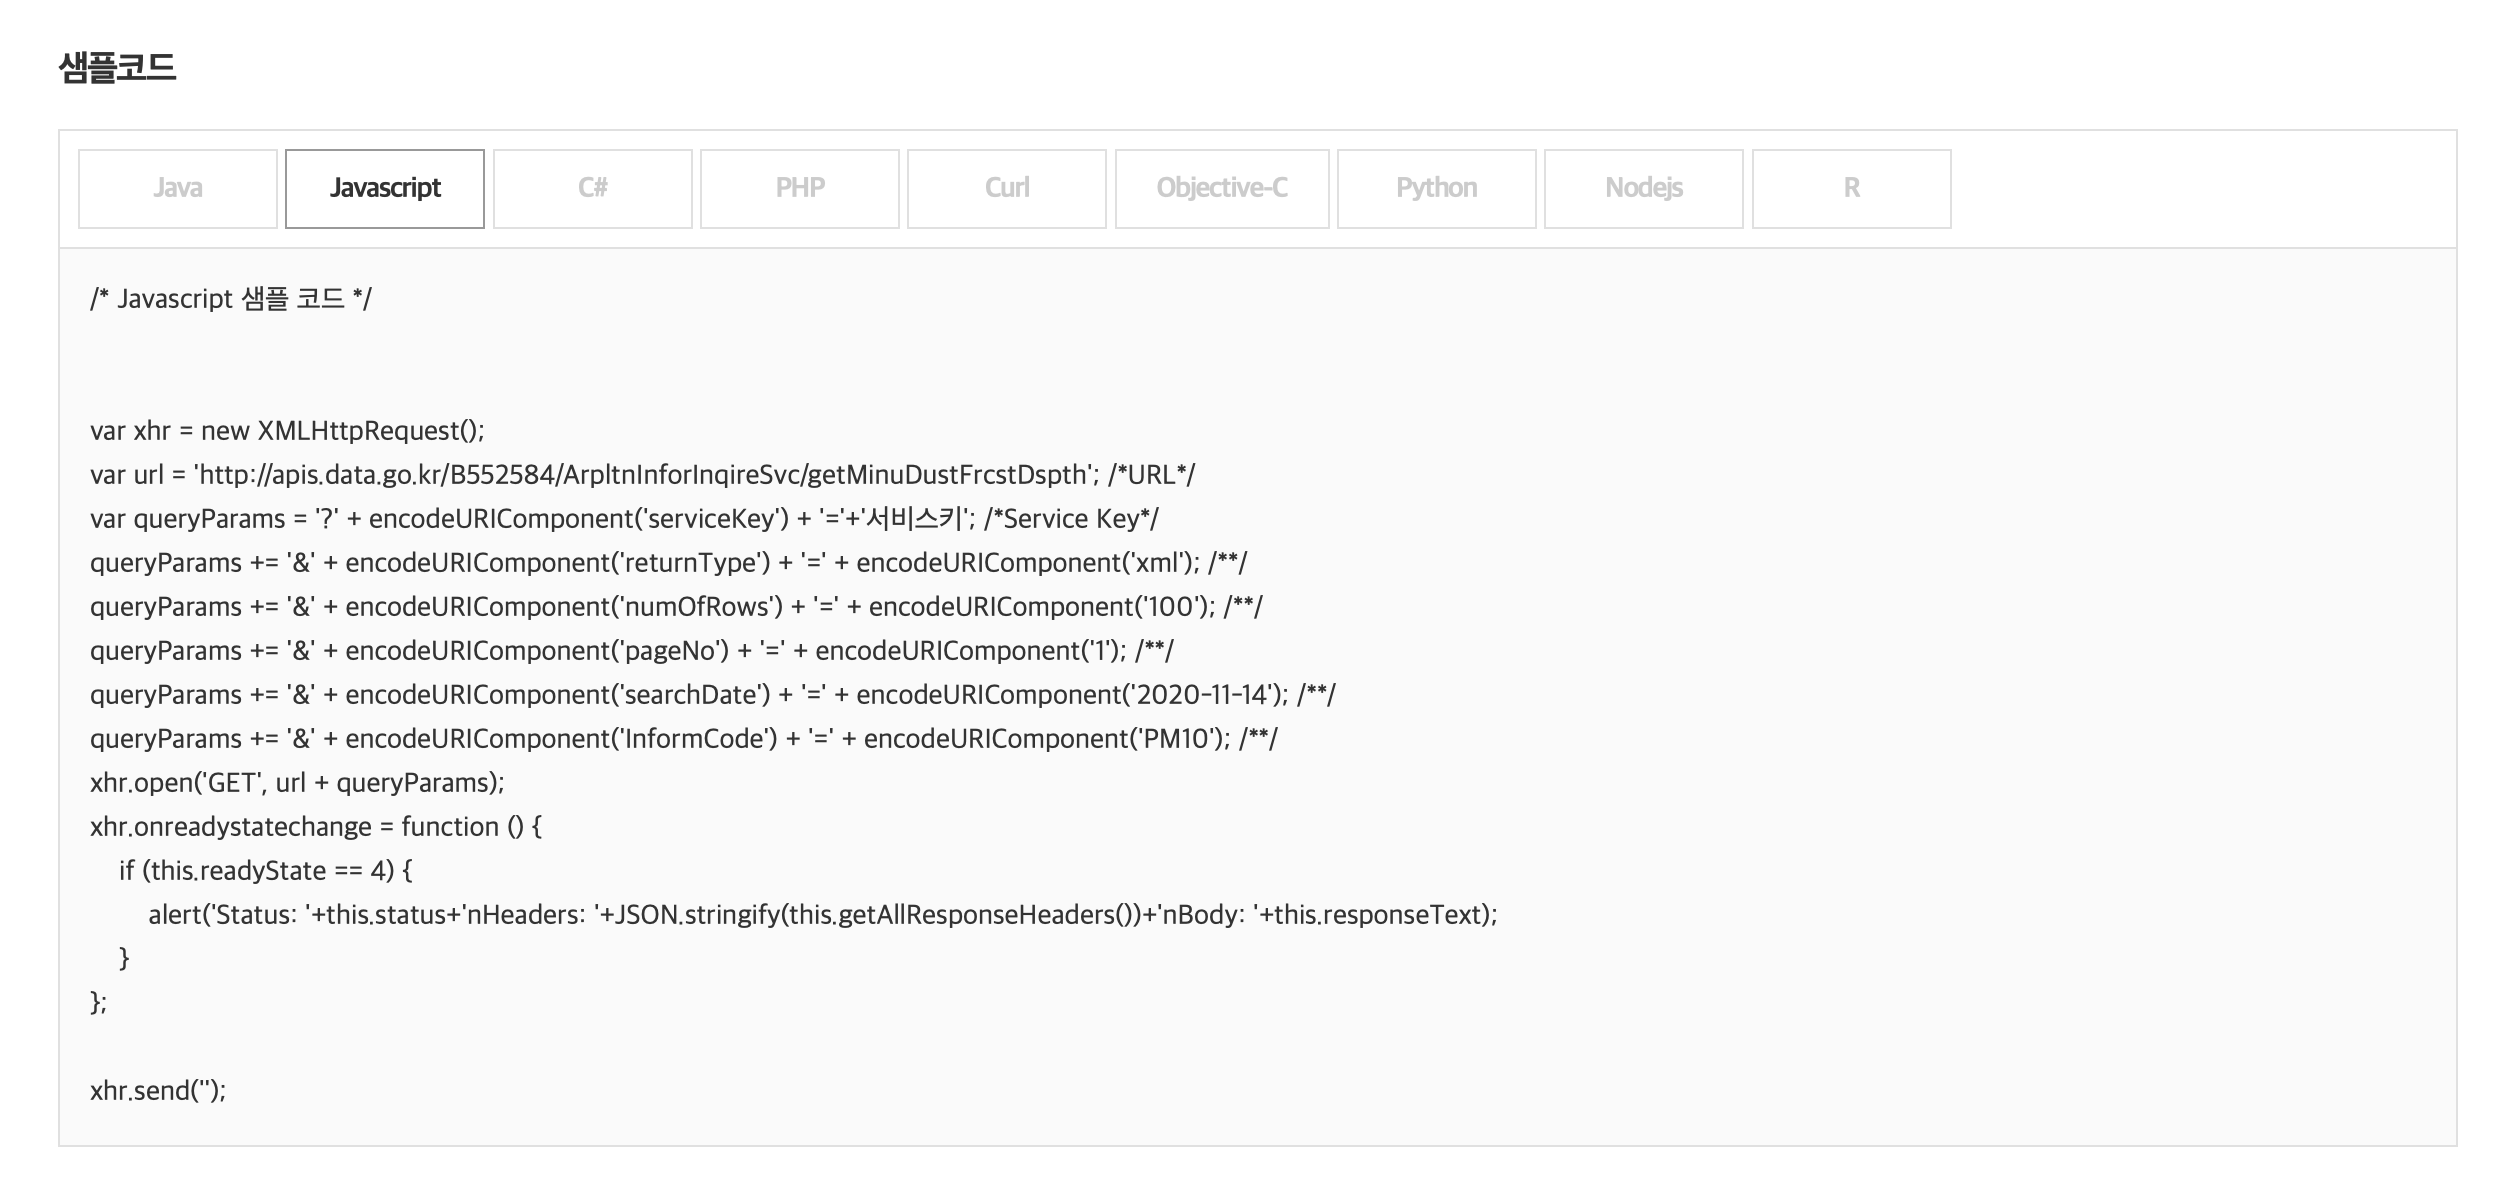 샘플코드
Java Javascript C# PHP Curl Objective-C Python Nodejs R
/* Javascript 샘플 코드 */
var xhr = new XMLHttpRequest();
var url = 'http://apis.data.go.kr/B552584/ArpltnInforInqireSvc/getMinuDustFrcstDspth'; /*URL*/
var queryParams = '?' + encodeURIComponent('serviceKey') + '='+'서비스키'; /*Service Key*/
queryParams += '&' + encodeURIComponent('returnType') + '=' + encodeURIComponent('xml'); /**/
queryParams += '&' + encodeURIComponent('numOfRows') + '=' + encodeURIComponent('100'); /**/
queryParams += '&' + encodeURIComponent('pageNo') + '=' + encodeURIComponent('1'); /**/
queryParams += '&' + encodeURIComponent('searchDate') + '=' + encodeURIComponent('2020-11-14'); /**/
queryParams += '&' + encodeURIComponent('InformCode') + '=' + encodeURIComponent('PM10'); /**/
xhr.open('GET', url + queryParams);
xhr.onreadystatechange = function () {
    if (this.readyState == 4) {
        alert('Status: '+this.status+'nHeaders: '+JSON.stringify(this.getAllResponseHeaders())+'nBody: '+this.responseText);
    }
};
xhr.send('');